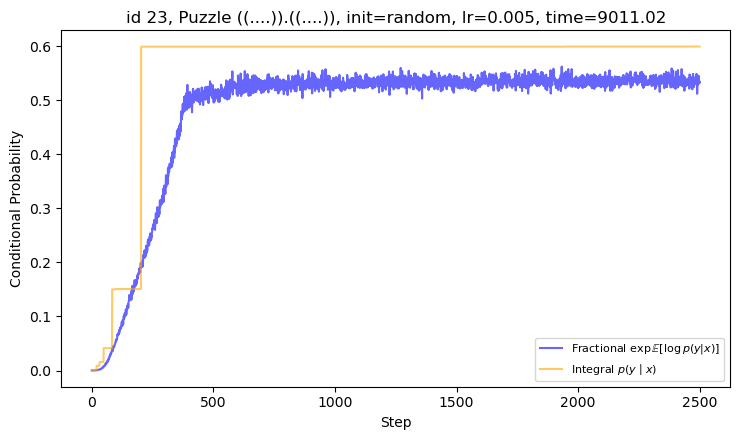 id 23, Puzzle ((....)).((....)), init=random, lr=0.005, time=9011.02
Conditional Probability
0.6
0.5
0.4
0.3
0.2
0.1
0.0
Fractional exp𝔼[log p(y|x)]
Integral p(y | x)
0
500
1000
1500
2000
2500
Step